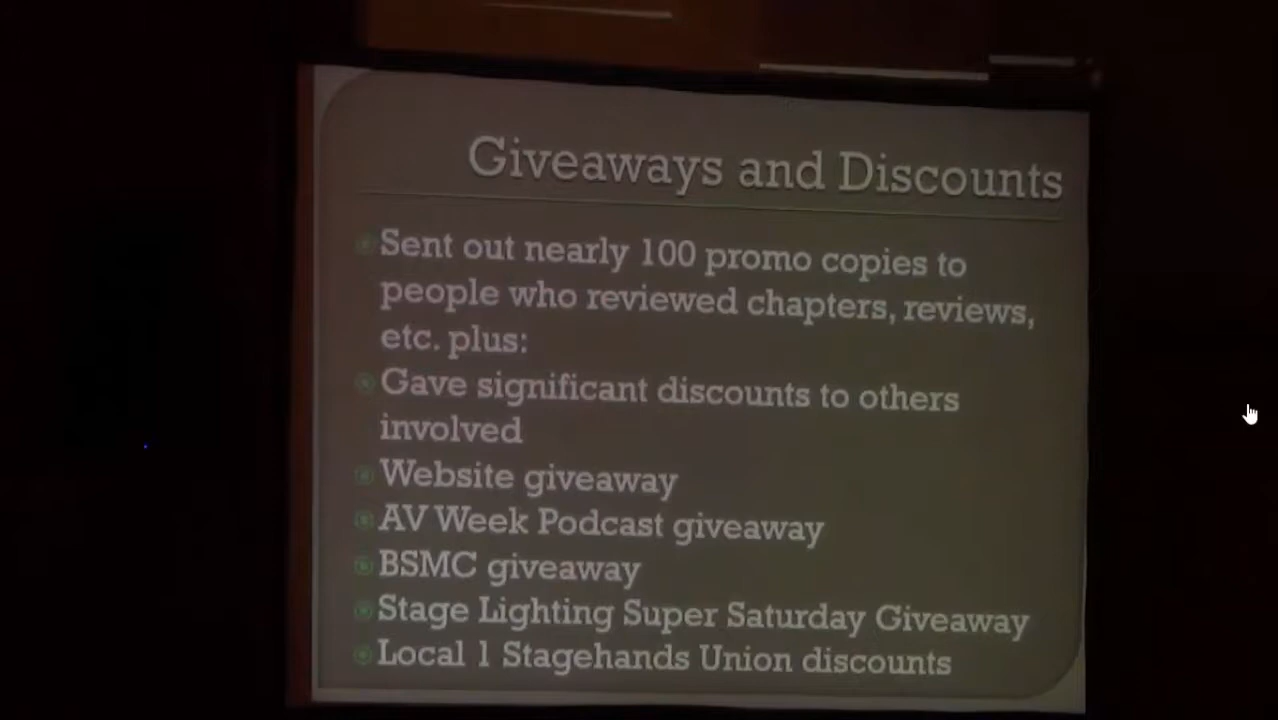 Giveaways and Discounts
Sent out nearly 100 promo copies to
people who reviewed chapters, reviews,
etc. plus:
Gave significant discounts to others
involved
Website giveaway
AV Week Podcast giveaway
BSMC giveaway
Stage Lighting Super Saturday Giveaway
Local 1 Stagehands Union discounts